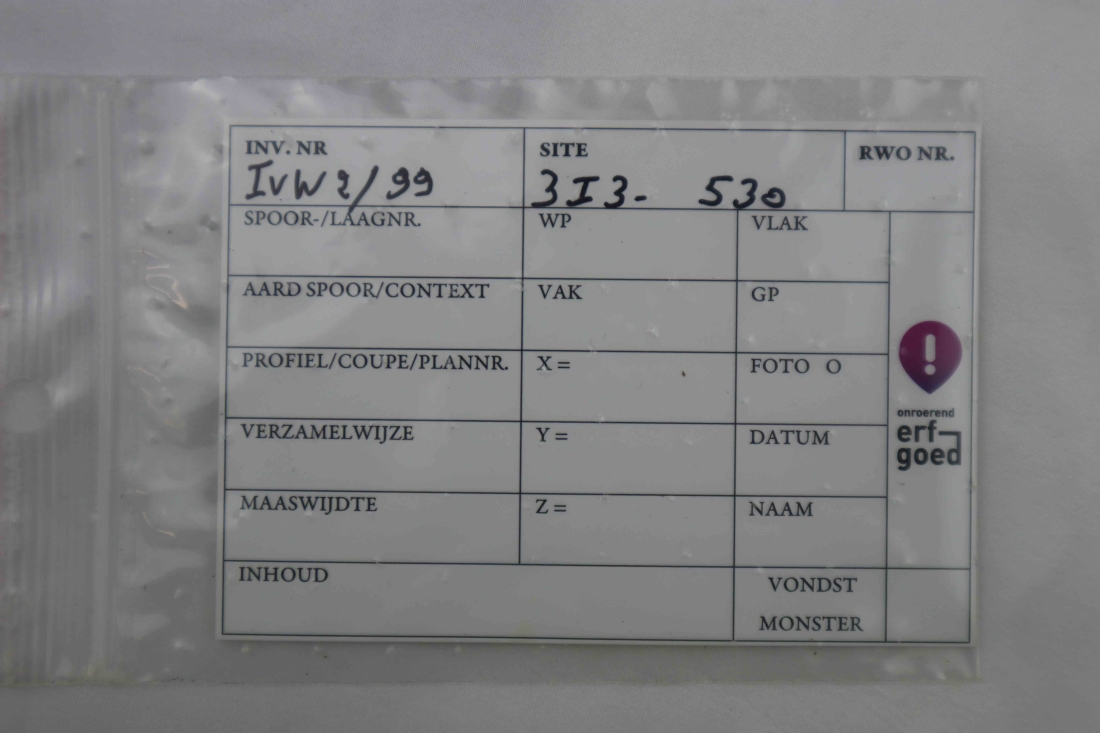 INV. NR SITE RWO NR.
IVW2/99 3I3- 530
SPOOR-/LAAGNR. WP VLAK
AARD SPOOR/CONTEXT VAK GP
PROFIEL/COUPE/PLANNR. X = FOTO O
onroerend
erf-
goed
VERZAMELWIJZE Y = DATUM
MAASWIJDTE Z = NAAM
INHOUD VONDST
MONSTER